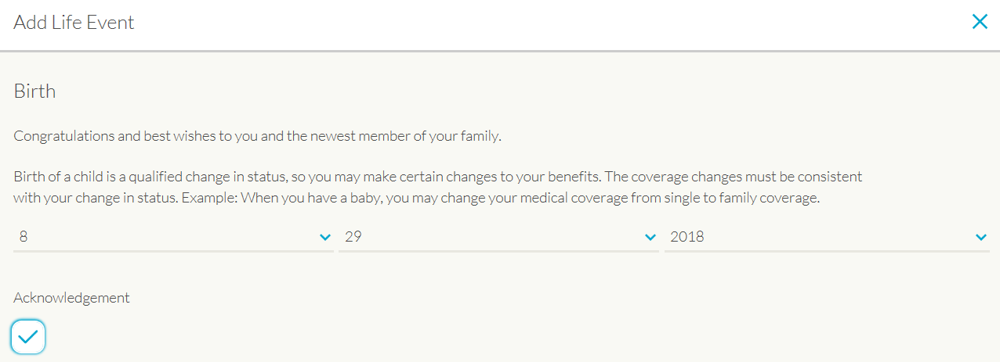 Add Life Event
Birth
Congratulations and best wishes to you and the newest member of your family.
Birth of a child is a qualified change in status, so you may make certain changes to your benefits. The coverage changes must be consistent
with your change in status. Example: When you have a baby, you may change your medical coverage from single to family coverage.
8 29 2018
Acknowledgement